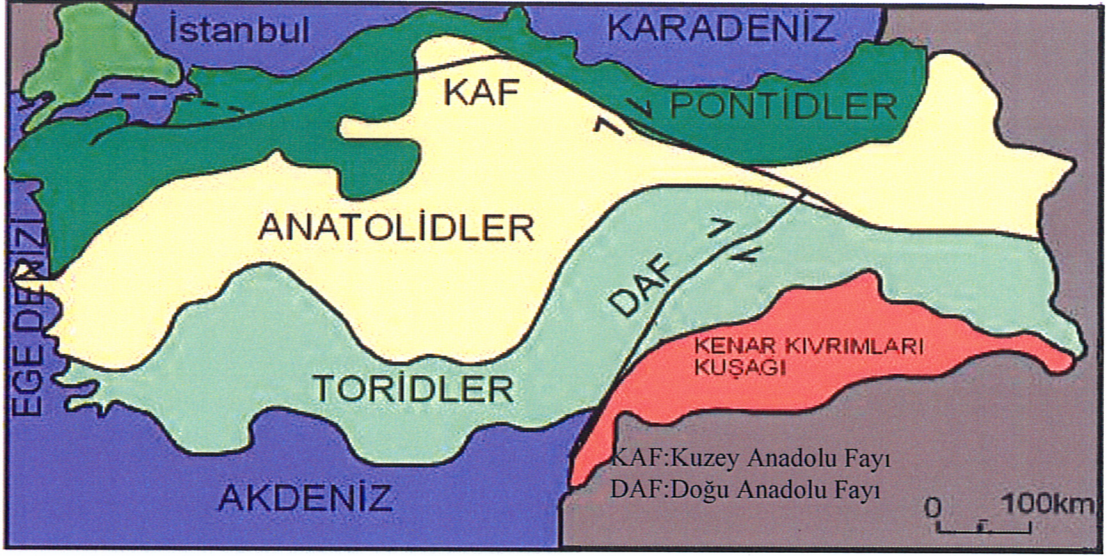 İstanbul
KARADENİZ
KAF
PONTİDLER
ANATOLİDLER
EGE DENİZİ
DAF
KENAR KIVRIMLARI
KUŞAĞI
TORİDLER
KAF:Kuzey Anadolu Fayı
DAF:Doğu Anadolu Fayı
AKDENİZ
0 100km